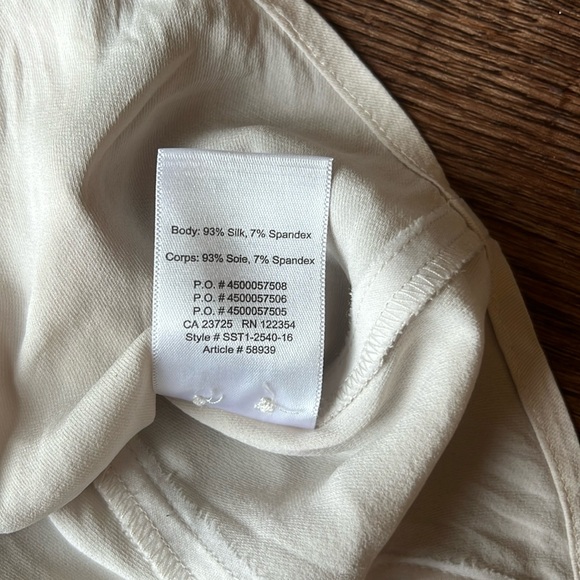 Body: 93% Silk, 7% Spandex
Corps: 93% Soie, 7% Spandex
P.O. # 4500057508
P.O. # 4500057506
P.O. # 4500057505
CA 23725 RN 122354
Style # SST1-2540-16
Article # 58939